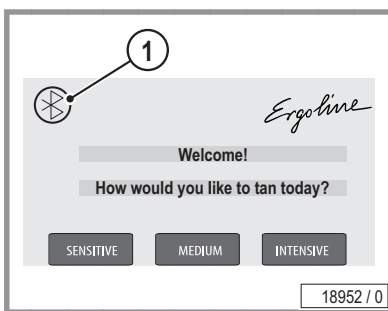 1
Ergoline
Welcome!
How would you like to tan today?
SENSITIVE MEDIUM INTENSIVE
18952 / 0